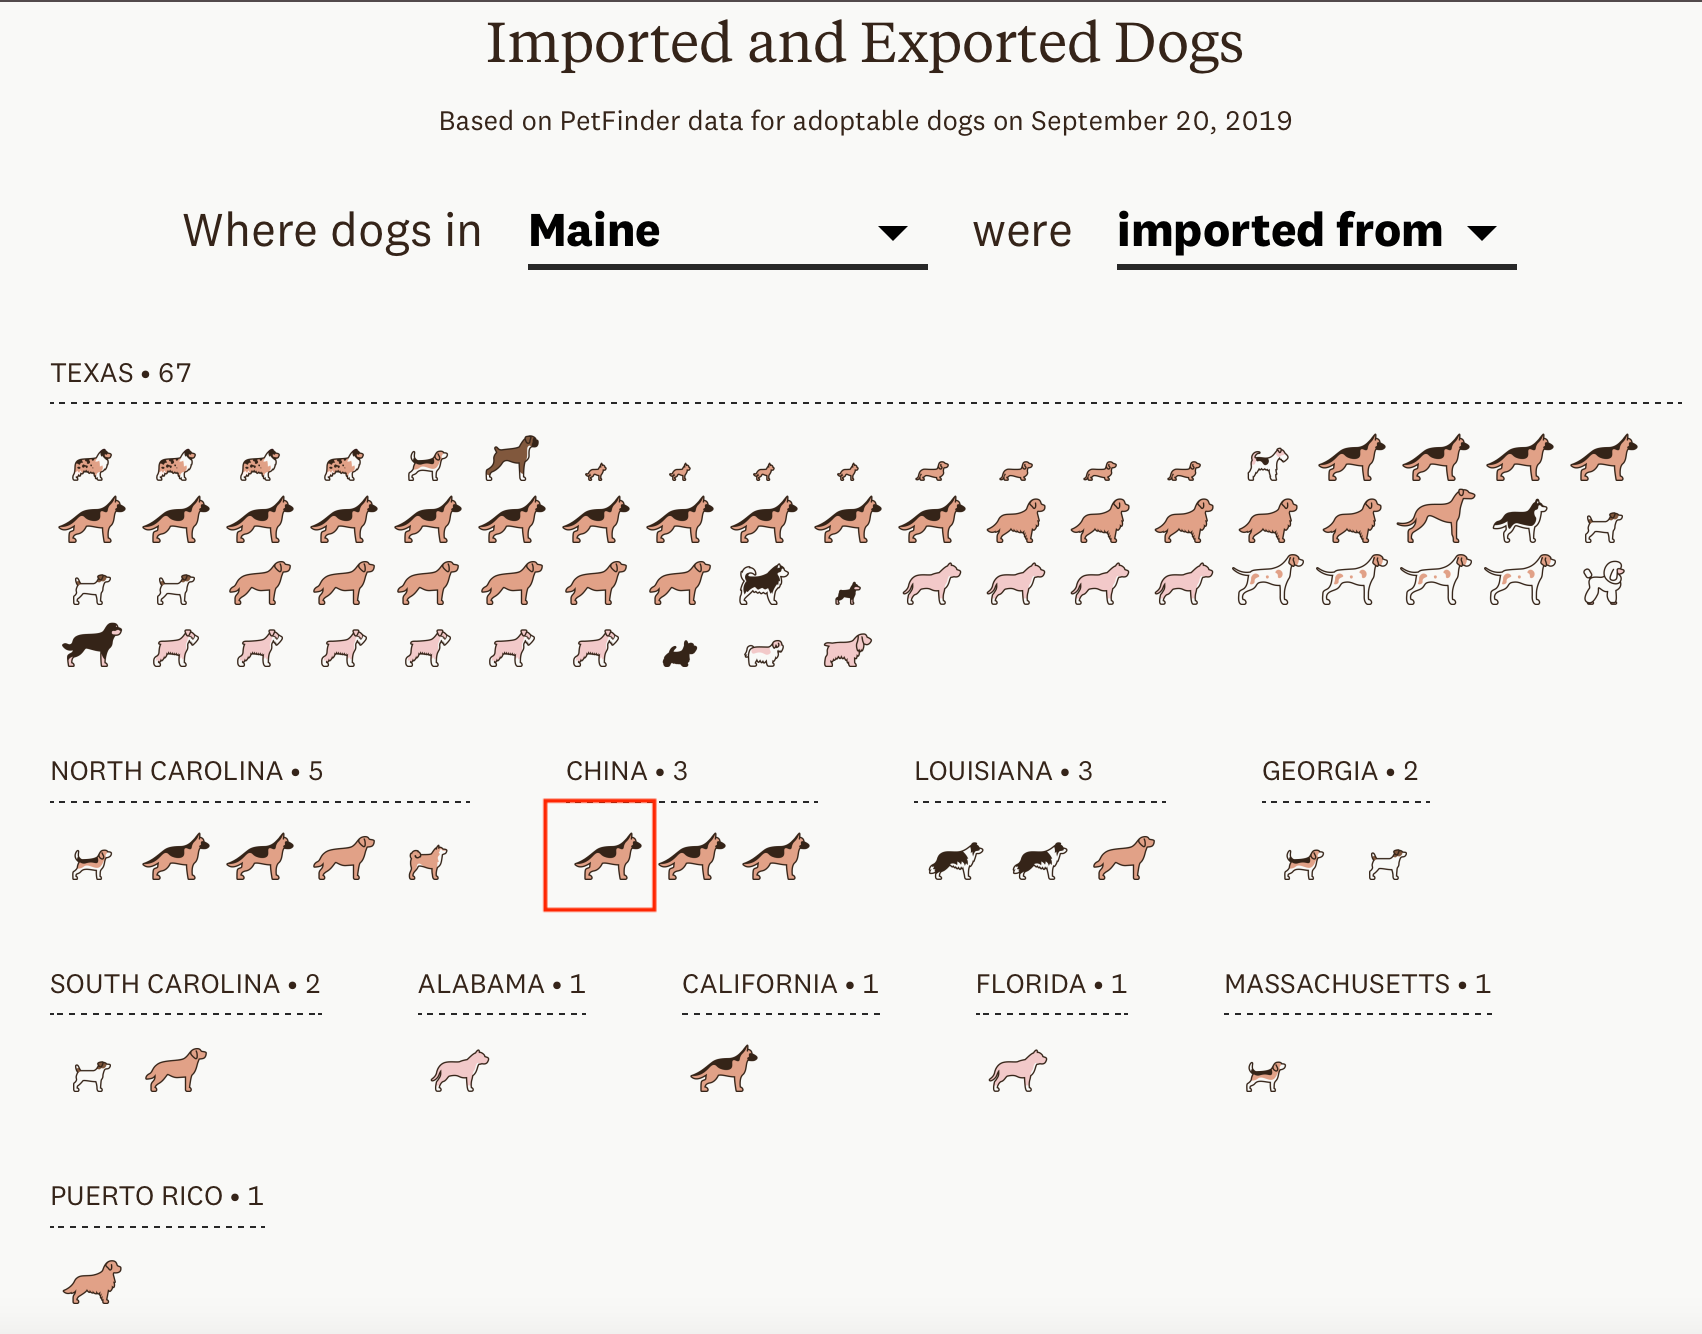 Imported and Exported Dogs
Based on PetFinder data for adoptable dogs on September 20, 2019
Where dogs in Maine were imported from
TEXAS • 67
NORTH CAROLINA • 5
CHINA • 3
LOUISIANA • 3
GEORGIA • 2
SOUTH CAROLINA • 2
ALABAMA • 1
CALIFORNIA • 1
FLORIDA • 1
MASSACHUSETTS • 1
PUERTO RICO • 1